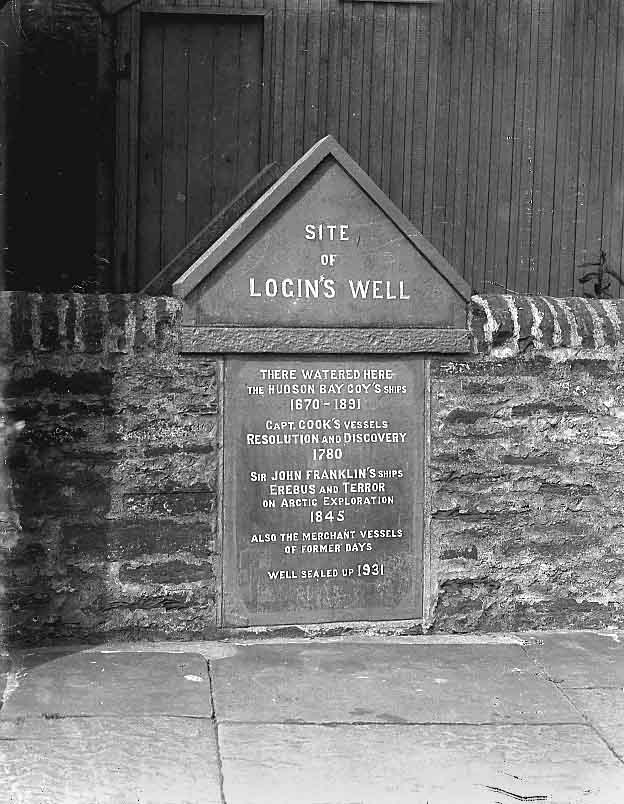 SITE
OF
LOGIN'S WELL
THERE WATERED HERE
THE HUDSON BAY COY'S SHIPS
1670-1891
CAPT. COOK'S VESSELS
RESOLUTION AND DISCOVERY
1780
SIR JOHN FRANKLIN'S SHIPS
EREBUS AND TERROR
ON ARCTIC EXPLORATION
1845
ALSO THE MERCHANT VESSELS
OF FORMER DAYS
WELL SEALED UP 1931